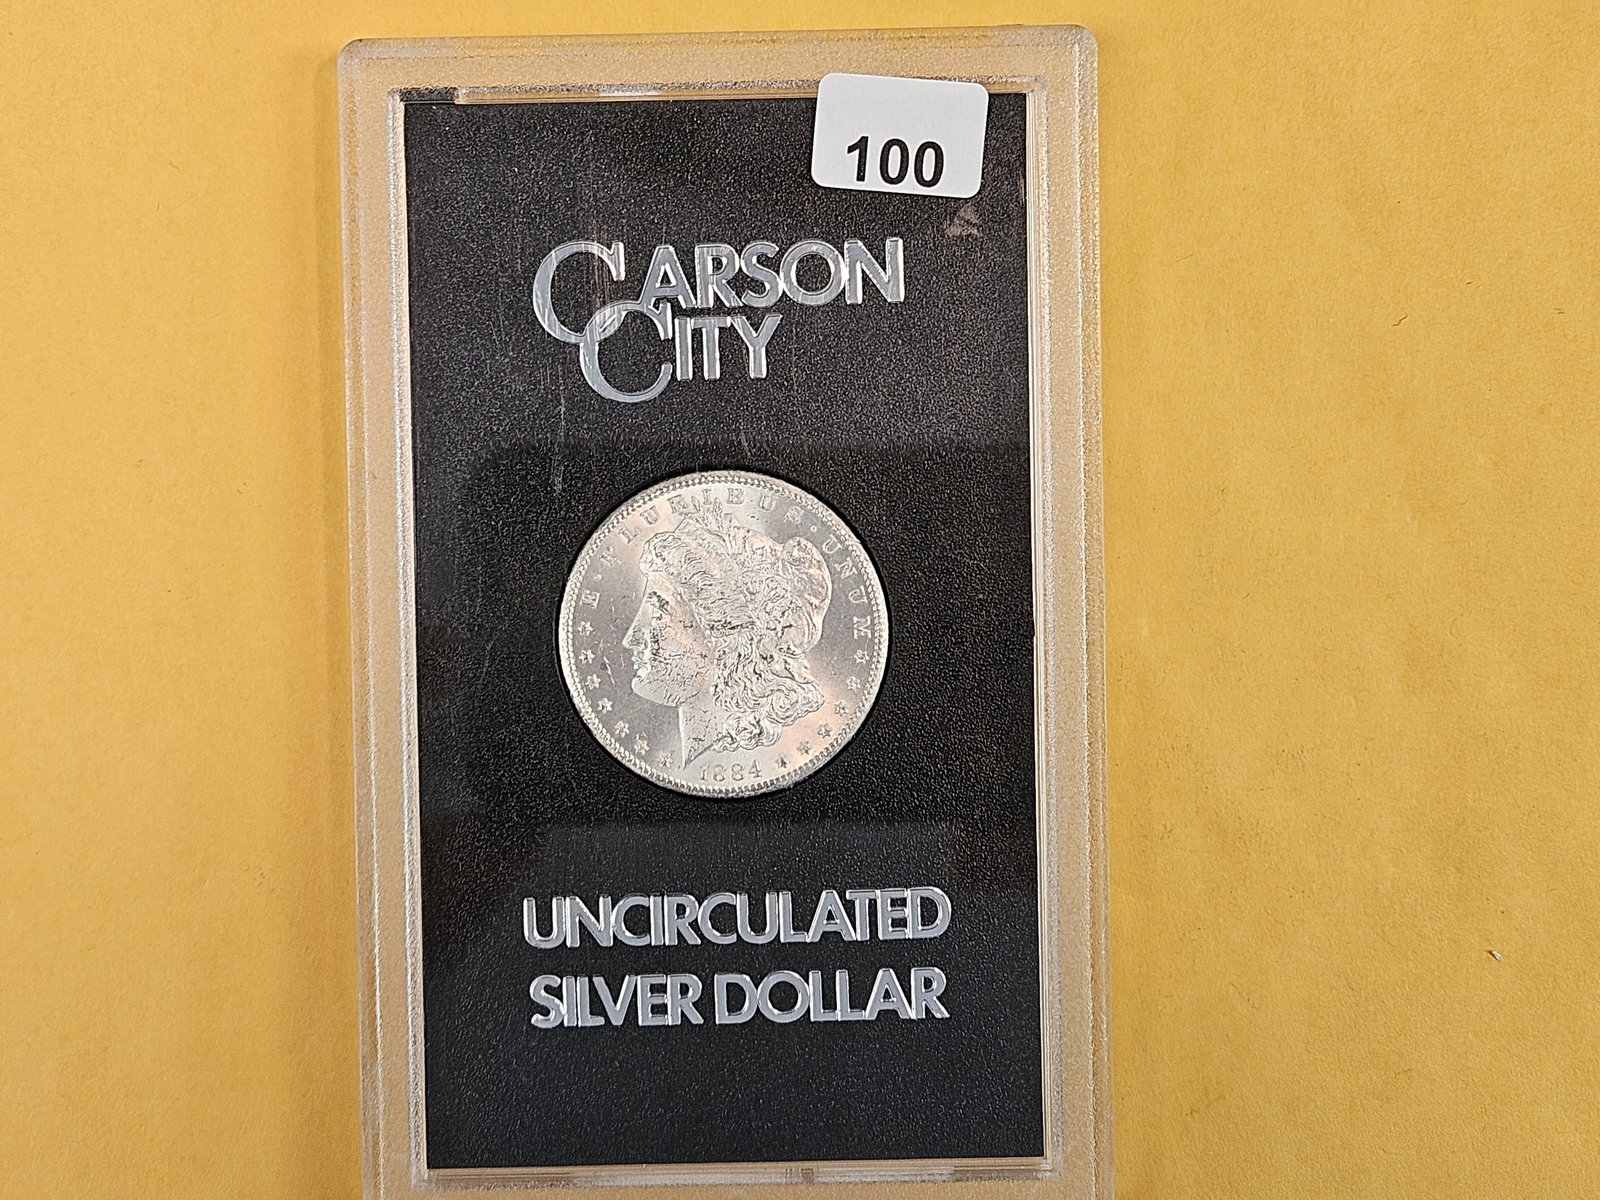 100
CARSON
CITY
E · PLURIBUS · UNUM
1884
UNCIRCULATED
SILVER DOLLAR